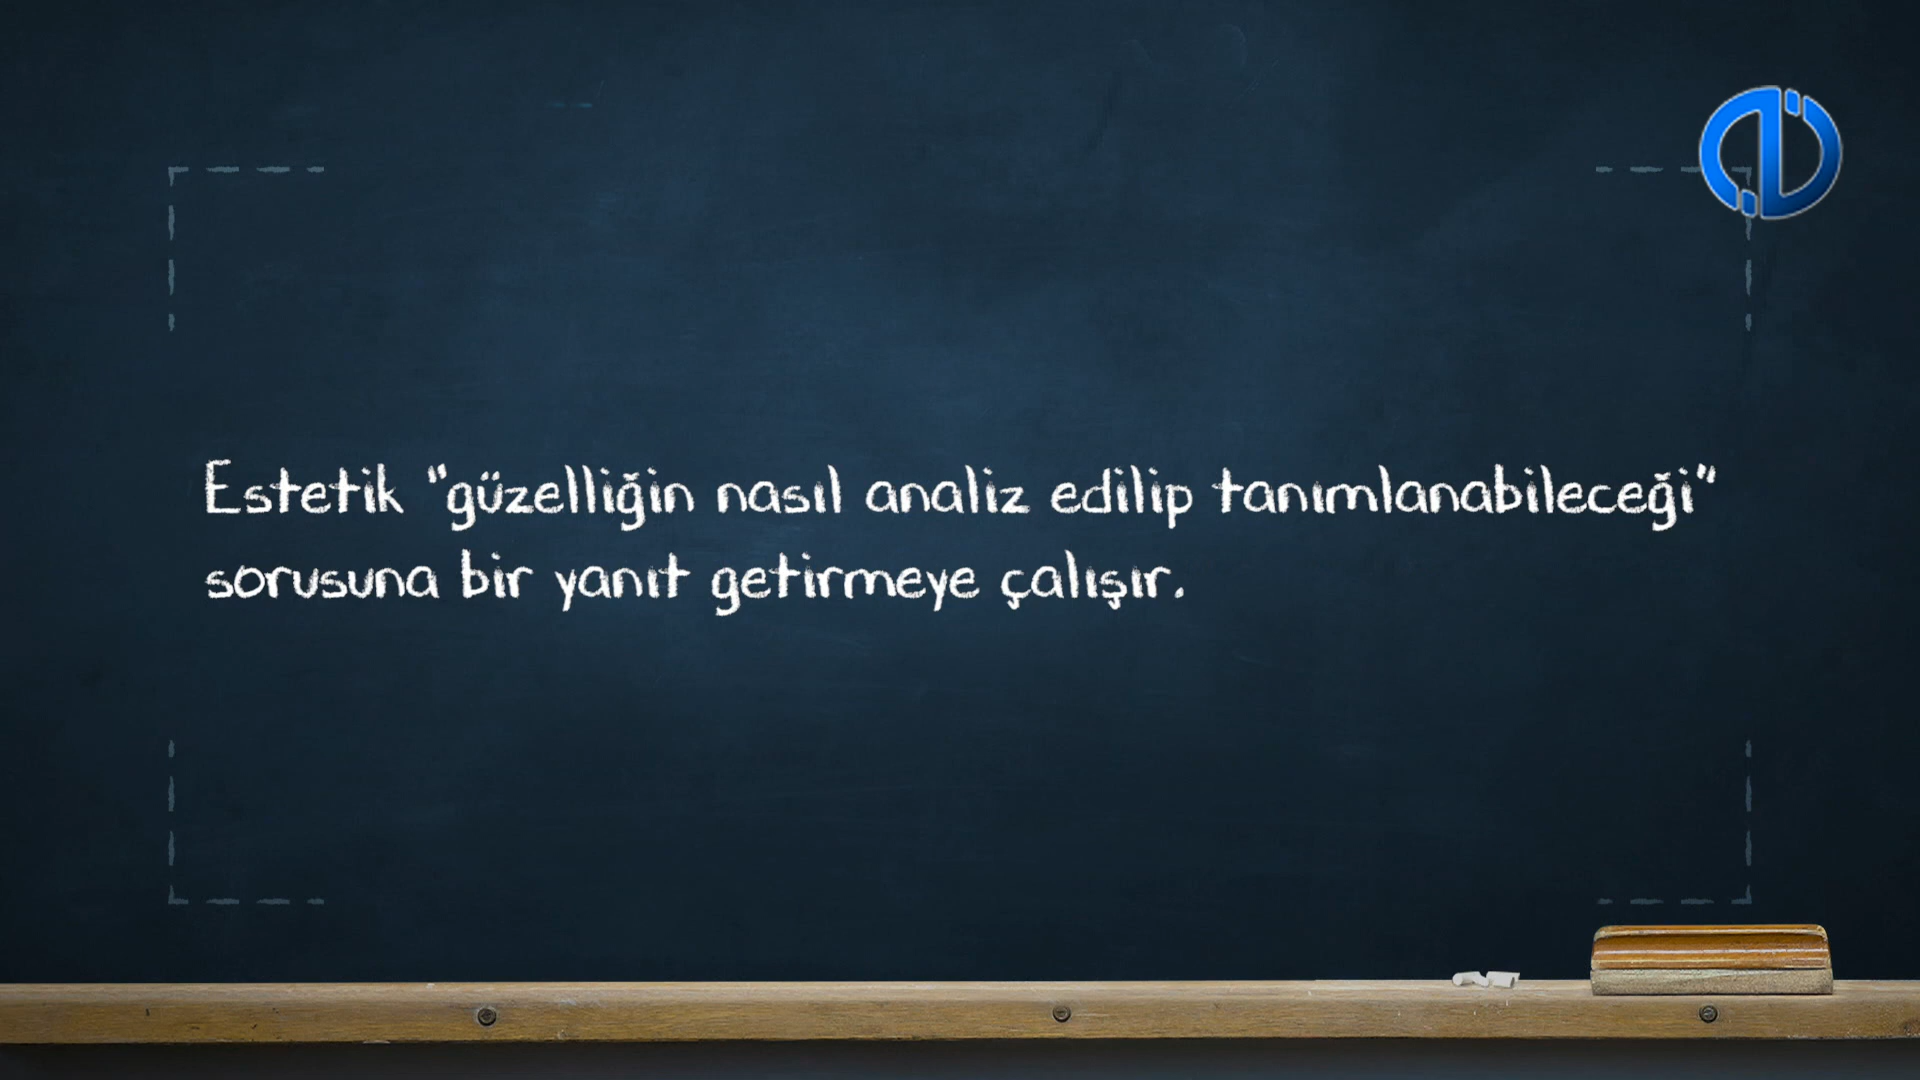 Estetik "güzelliğin nasıl analiz edilip tanımlanabileceği"
sorusuna bir yanıt getirmeye çalışır.